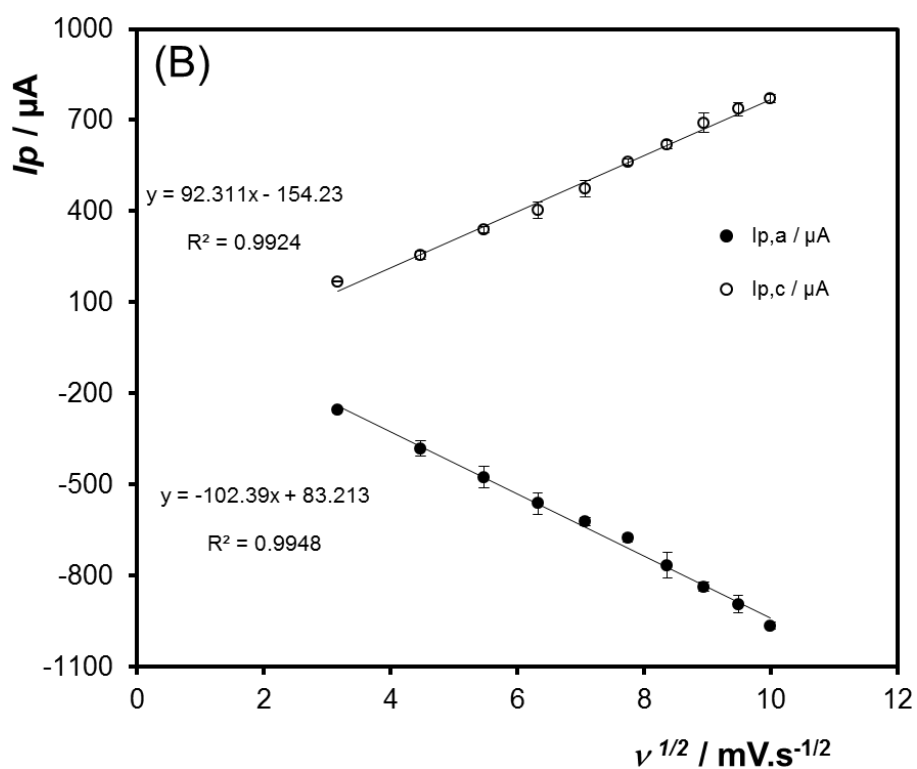 (B)
1000
700
400
100
-200
-500
-800
-1100
Ip / µA
y = 92.311x - 154.23
R² = 0.9924
Ip,a / µA
Ip,c / µA
y = -102.39x + 83.213
R² = 0.9948
0 2 4 6 8 10 12
ν 1/2 / mV.s-1/2